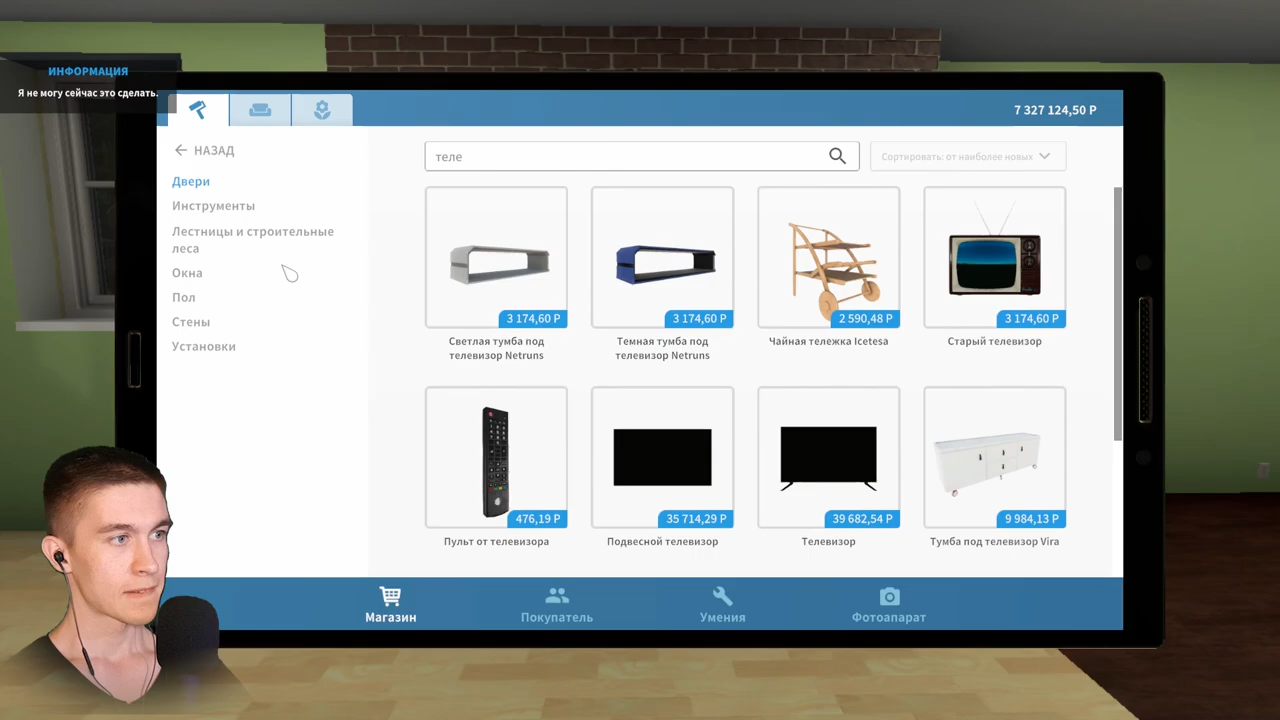 ИНФОРМАЦИЯ
Я не могу сейчас это сделать.
7 327 124,50 Р
НАЗАД
Двери
Инструменты
Лестницы и строительные
леса
Окна
Пол
Стены
Установки
теле
Сортировать: от наиболее новых
3 174,60 Р
Светлая тумба под
телевизор Netruns
3 174,60 Р
Темная тумба под
телевизор Netruns
2 590,48 Р
Чайная тележка Icetesa
3 174,60 Р
Старый телевизор
476,19 Р
Пульт от телевизора
35 714,29 Р
Подвесной телевизор
39 682,54 Р
Телевизор
9 984,13 Р
Тумба под телевизор Vira
Магазин
Покупатель
Умения
Фотоаппарат